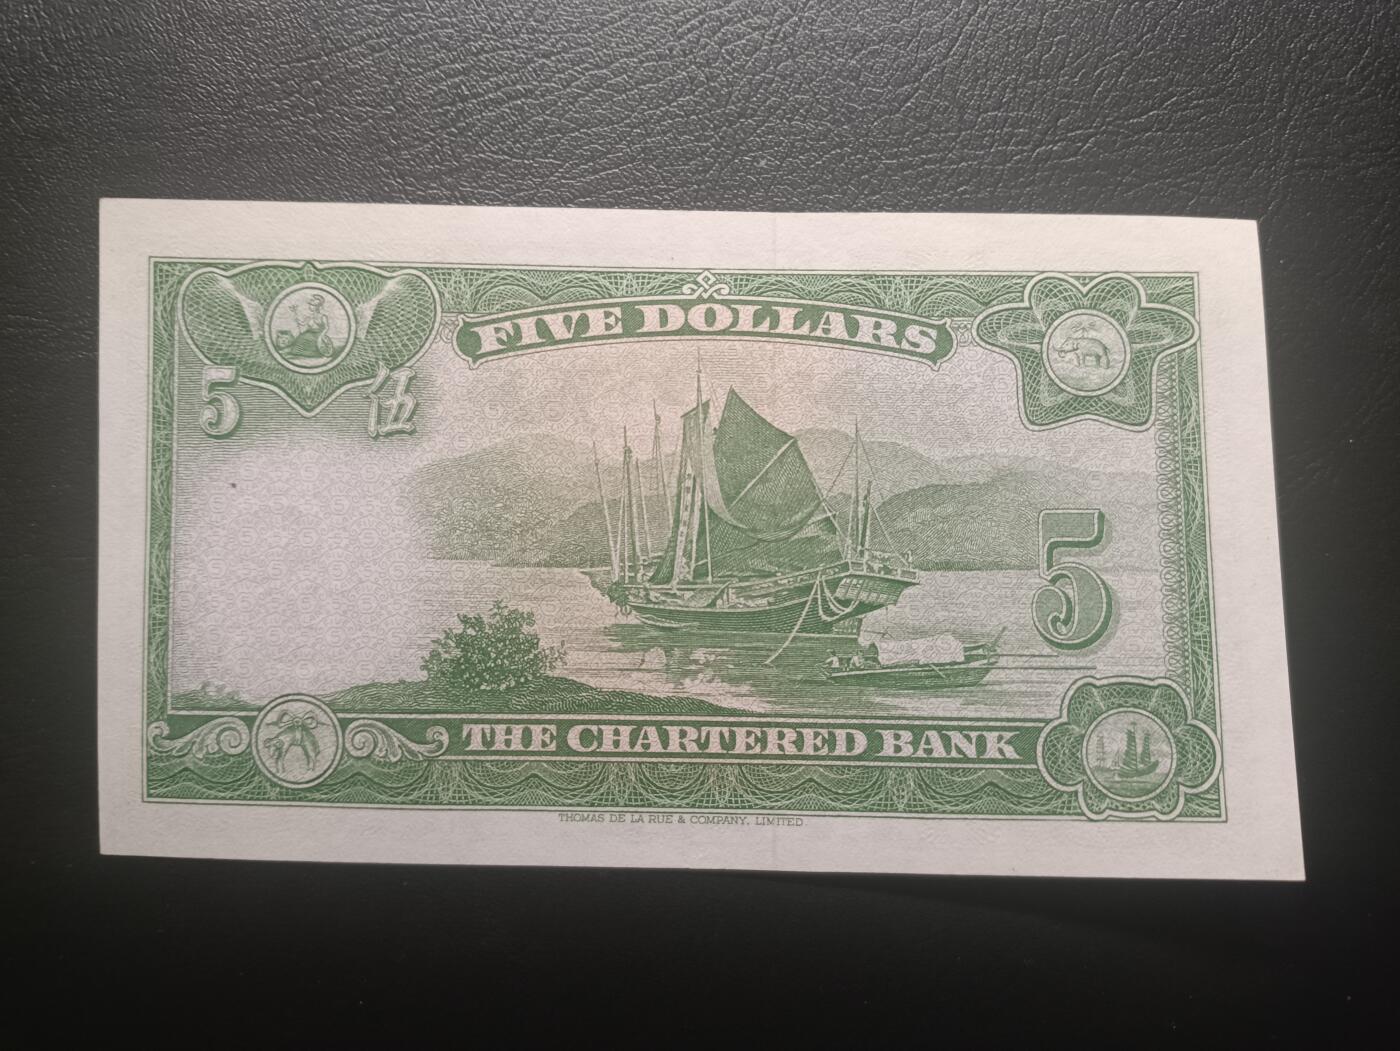 FIVE DOLLARS
5 伍
5
THE CHARTERED BANK
THOMAS DE LA RUE & COMPANY, LIMITED.